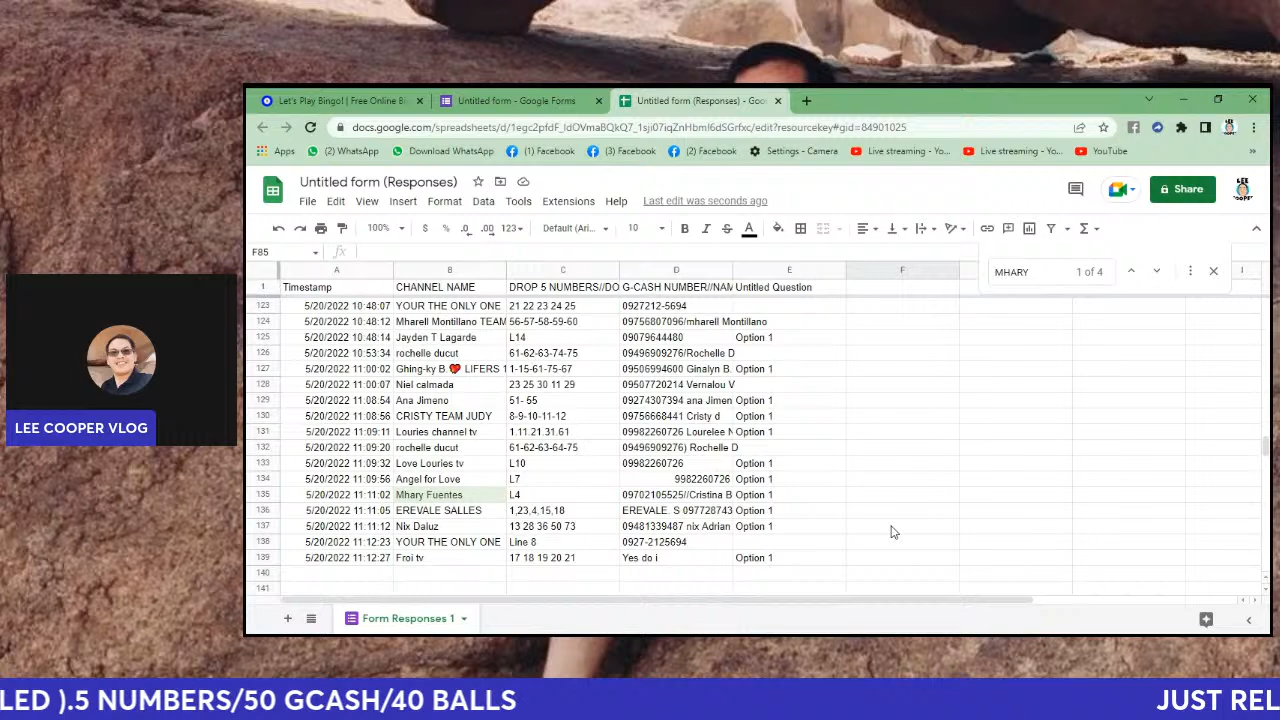 Let's Play Bingo! | Free Online Bi
Untitled form - Google Forms
Untitled form (Responses) - Goo
docs.google.com/spreadsheets/d/1egc2pfdF_IdOVma8QkQ7_1sji07iqZnHbmI6dSGrfxc/edit?resourcekey#gid=84901025
Apps
(2) WhatsApp
Download WhatsApp
(1) Facebook
(3) Facebook
(2) Facebook
Settings - Camera
Live streaming - Yo...
Live streaming - Yo...
YouTube
»
Untitled form (Responses)
File Edit View Insert Format Data Tools Extensions Help Last edit was seconds ago
Share
LEE
100% $ % .0 .00 123 Default (Ari... 10 B I S A
F85 fx
MHARY 1 of 4
A B C D E F I
1 Timestamp CHANNEL NAME DROP 5 NUMBERS//DO G-CASH NUMBER//NAM Untitled Question
123 5/20/2022 10:48:07 YOUR THE ONLY ONE 21 22 23 24 25 0927212-5694
124 5/20/2022 10:48:12 Mharell Montillano TEAM 56-57-58-59-60 09756807096/mharell Montillano
125 5/20/2022 10:48:14 Jayden T Lagarde L14 09079644480 Option 1
126 5/20/2022 10:53:34 rochelle ducut 61-62-63-74-75 09496909276/Rochelle D
127 5/20/2022 11:00:02 Ghing-ky B ❤ LIFERS 1 1-15-61-75-67 09506994600 Ginalyn B. Option 1
128 5/20/2022 11:00:07 Niel calmada 23 25 30 11 29 09507720214 Vernalou V
129 5/20/2022 11:08:54 Ana Jimeno 51- 55 09274307394 ana Jimen Option 1
130 5/20/2022 11:08:56 CRISTY TEAM JUDY 8-9-10-11-12 09756668441 Cristy d Option 1
131 5/20/2022 11:09:11 Louries channel tv 1.11.21.31.61 09982260726 Lourelee N Option 1
132 5/20/2022 11:09:20 rochelle ducut 61-62-63-64-75 09496909276) Rochelle D
133 5/20/2022 11:09:32 Love Louries tv L10 09982260726 Option 1
134 5/20/2022 11:09:56 Angel for Love L7 9982260726 Option 1
135 5/20/2022 11:11:02 Mhary Fuentes L4 09702105525//Cristina B Option 1
136 5/20/2022 11:11:05 EREVALE SALLES 1,23,4,15,18 EREVALE. S 097728743 Option 1
137 5/20/2022 11:11:12 Nix Daluz 13 28 36 50 73 09481339487 nix Adrian Option 1
138 5/20/2022 11:12:23 YOUR THE ONLY ONE Line 8 0927-2125694
139 5/20/2022 11:12:27 Froi tv 17 18 19 20 21 Yes do i Option 1
140
141
Form Responses 1
LEE COOPER VLOG
LED ).5 NUMBERS/50 GCASH/40 BALLS
JUST REL